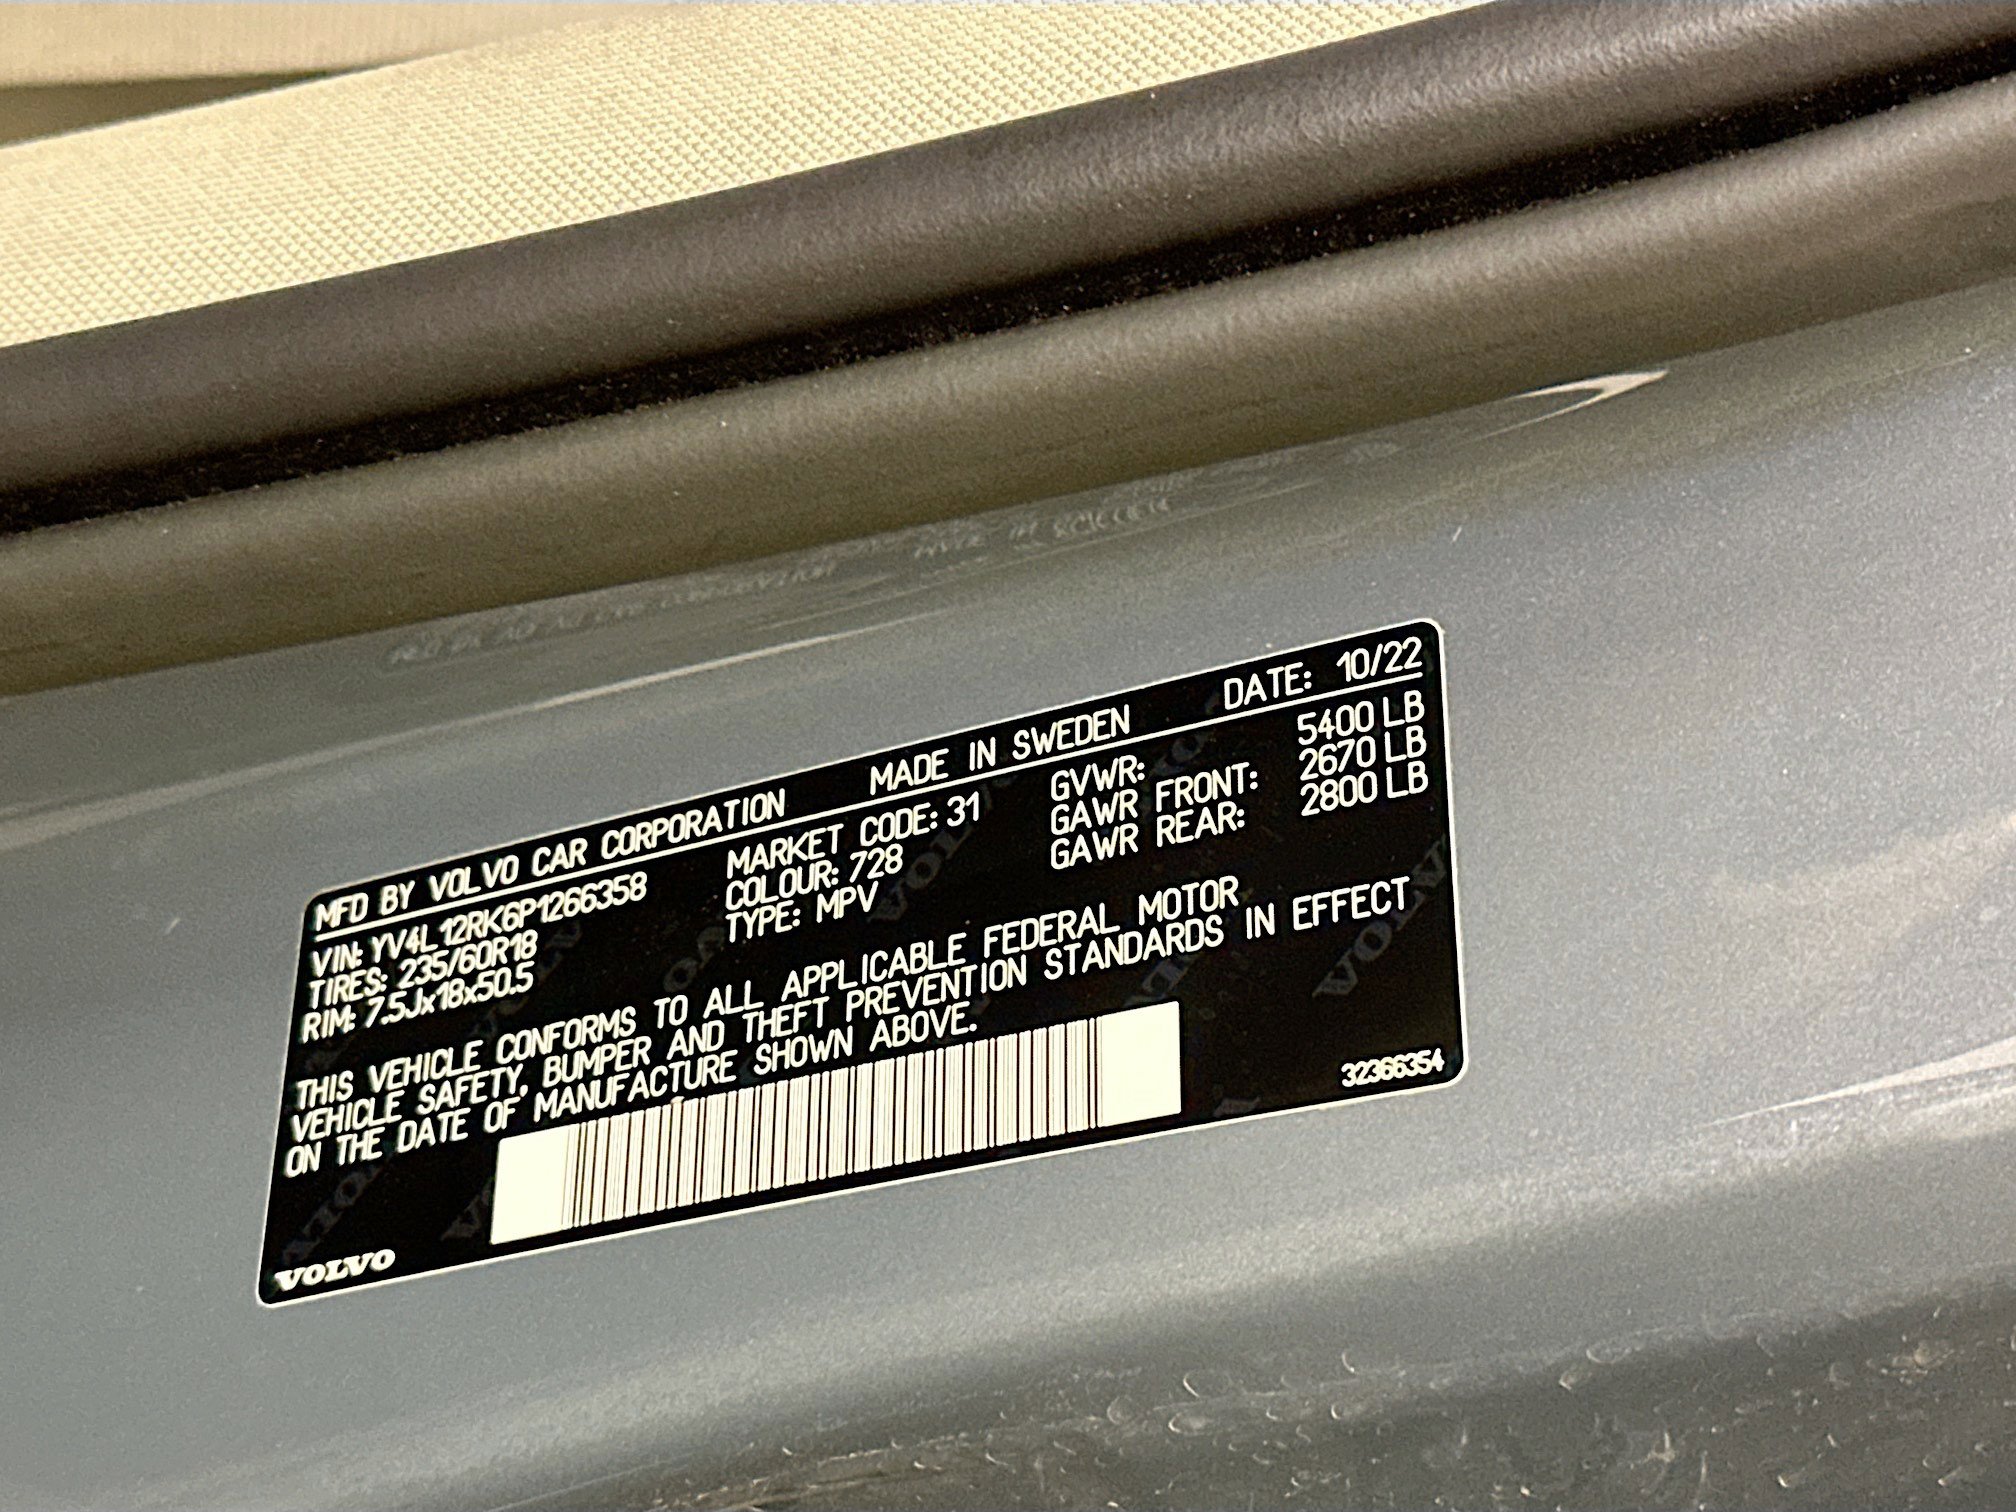 MFD BY VOLVO CAR CORPORATION MADE IN SWEDEN DATE: 10/22
VIN: YV4L12RK6P1266358 MARKET CODE: 31 GVWR: 5400 LB
TIRES: 235/60R18 COLOUR: 728 GAWR FRONT: 2670 LB
RIM: 7.5Jx18x50.5 TYPE: MPV GAWR REAR: 2800 LB
THIS VEHICLE CONFORMS TO ALL APPLICABLE FEDERAL MOTOR
VEHICLE SAFETY, BUMPER AND THEFT PREVENTION STANDARDS IN EFFECT
ON THE DATE OF MANUFACTURE SHOWN ABOVE.
32366354
VOLVO